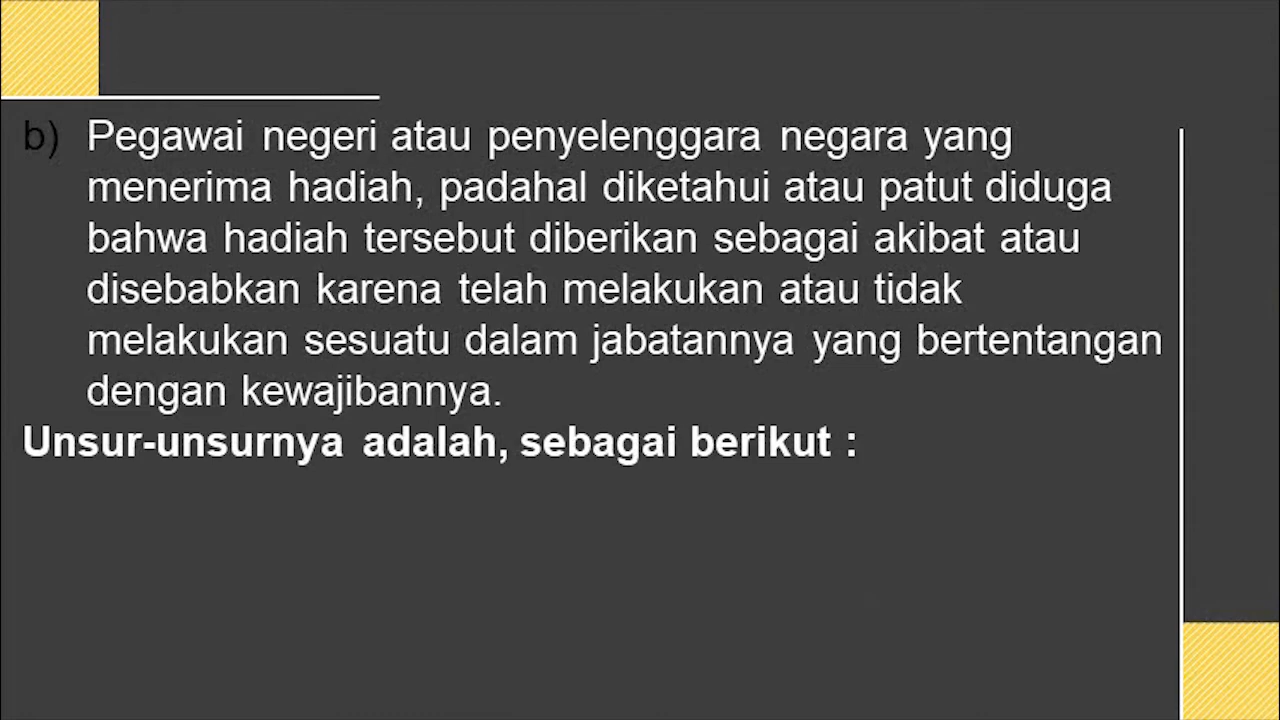 b) Pegawai negeri atau penyelenggara negara yang
menerima hadiah, padahal diketahui atau patut diduga
bahwa hadiah tersebut diberikan sebagai akibat atau
disebabkan karena telah melakukan atau tidak
melakukan sesuatu dalam jabatannya yang bertentangan
dengan kewajibannya.
Unsur-unsurnya adalah, sebagai berikut :